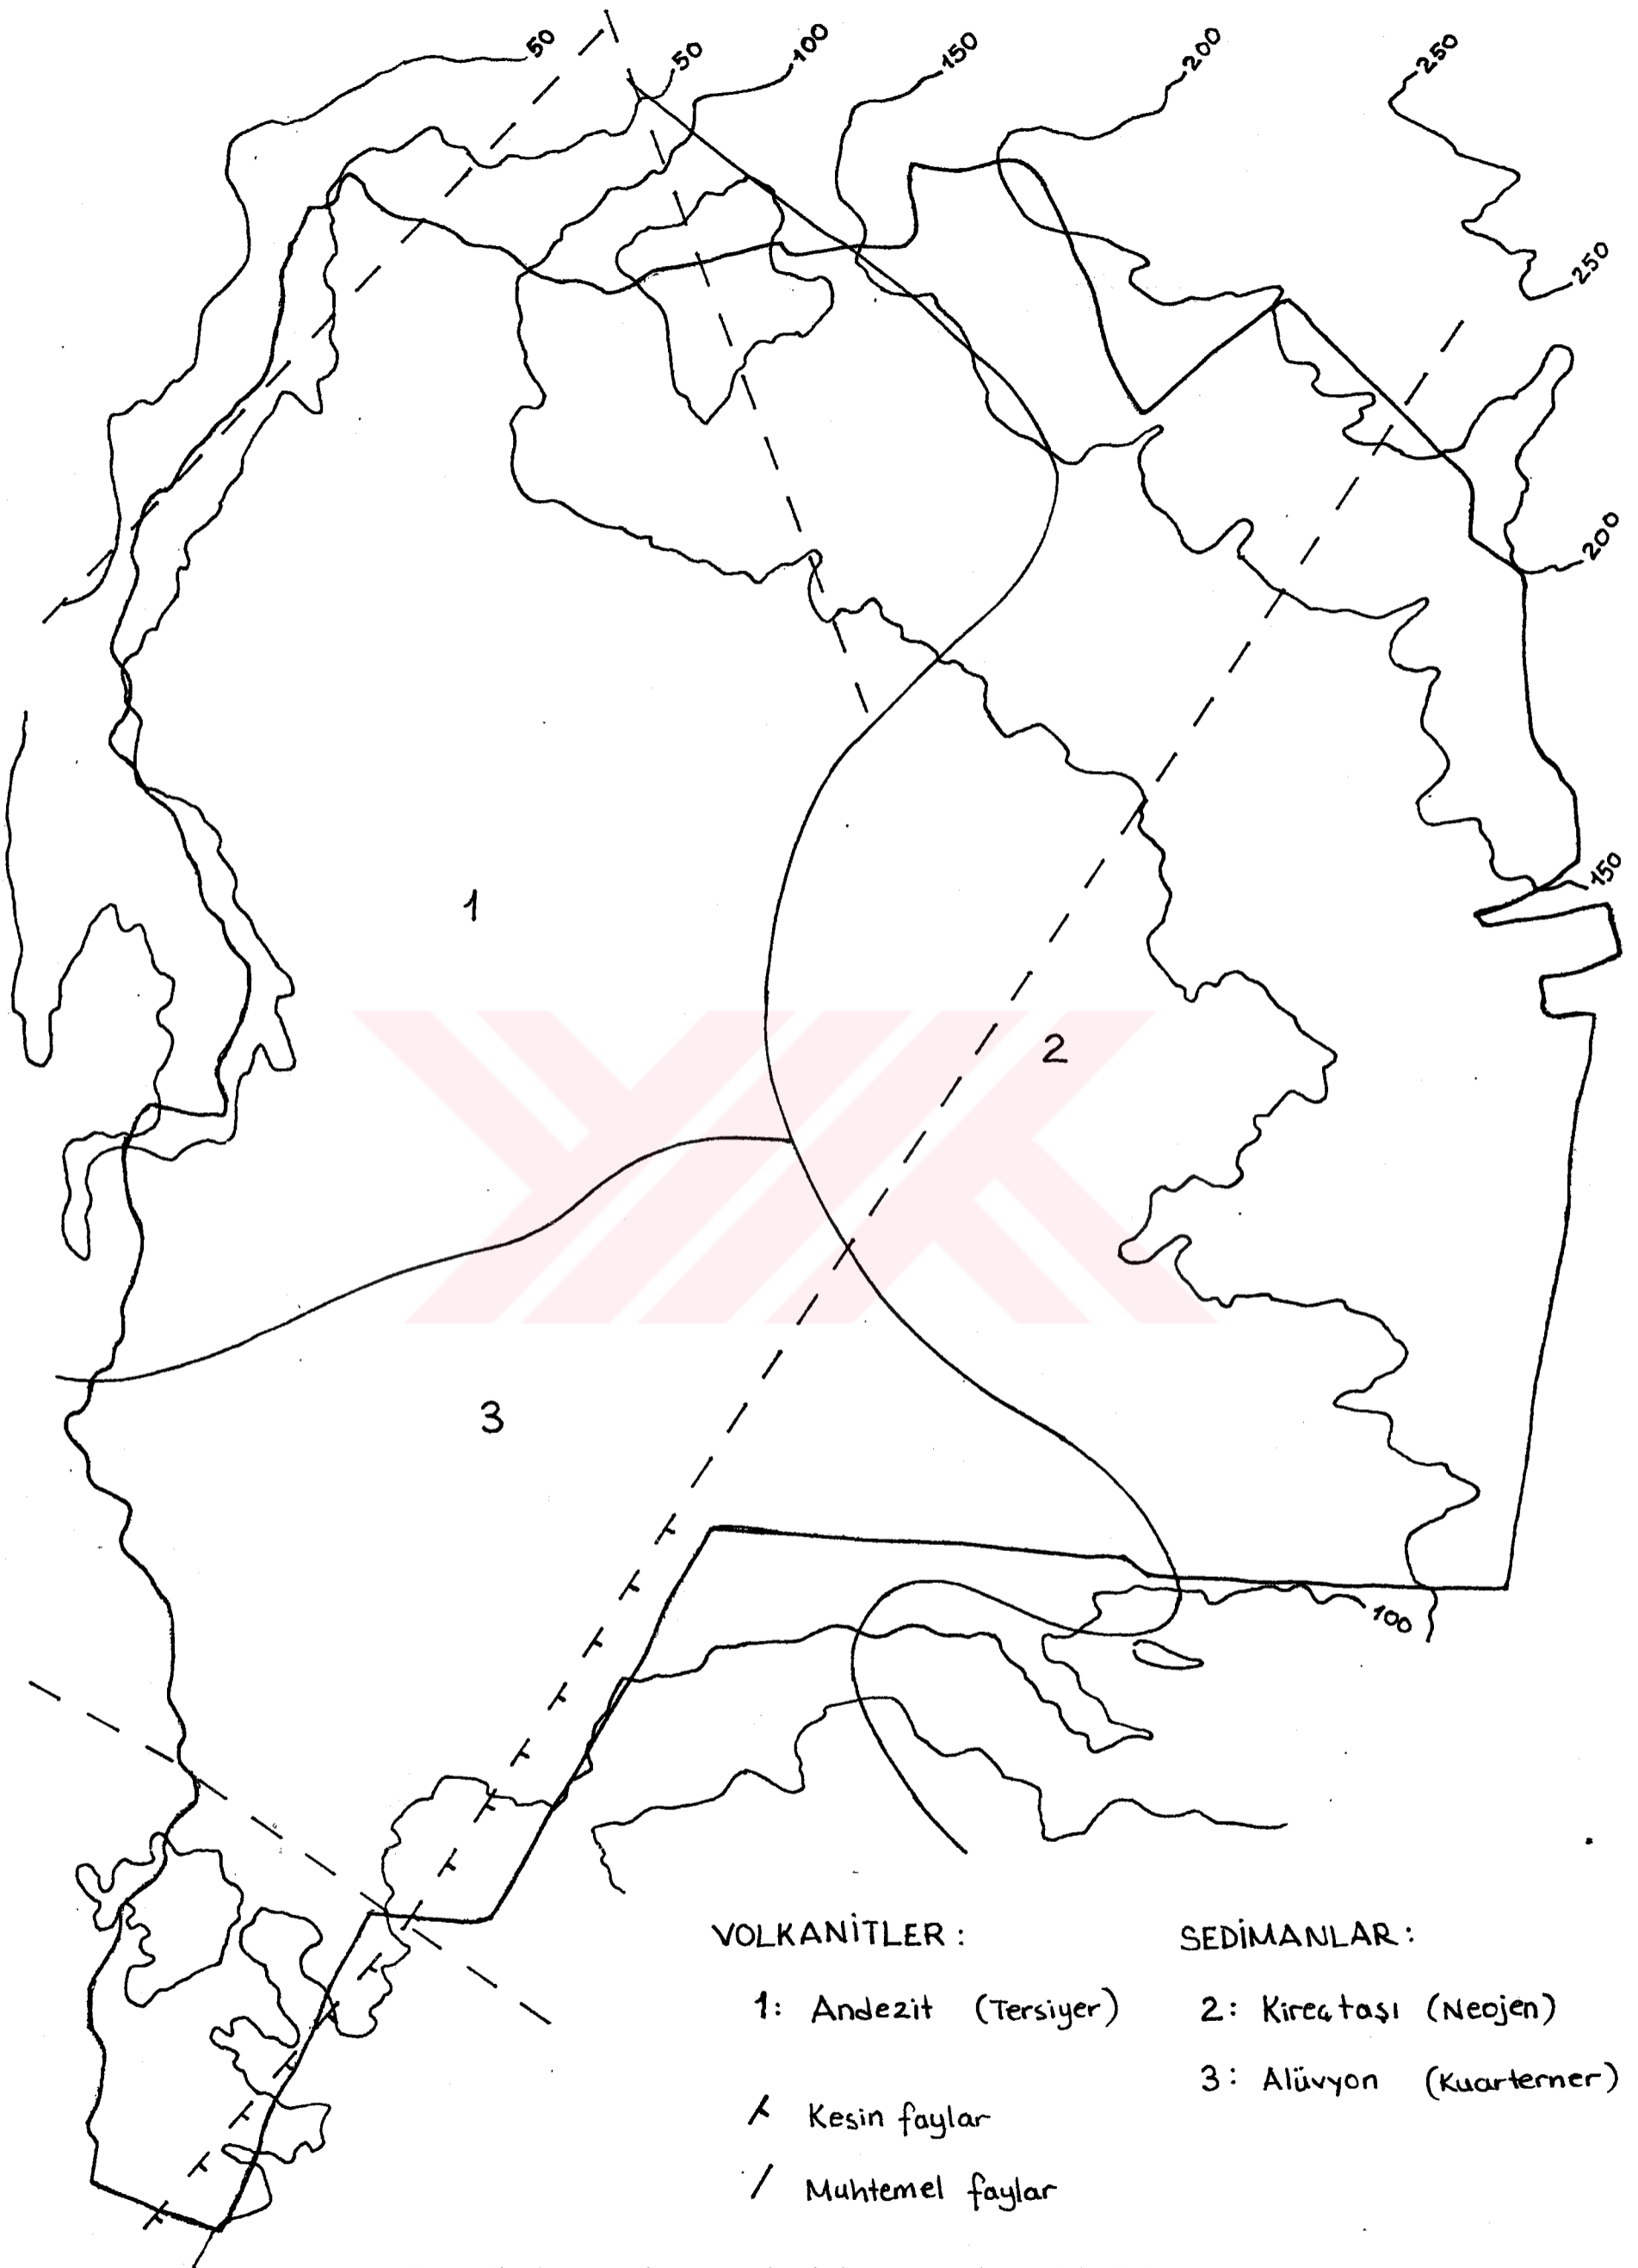 50
50
100
150
200
250
250
200
150
1
2
3
100
VOLKANİTLER :
1: Andezit (Tersiyer)
Kesin faylar
Muhtemel faylar
SEDİMANLAR :
2: Kireçtaşı (Neojen)
3: Alüvyon (Kuarterner)